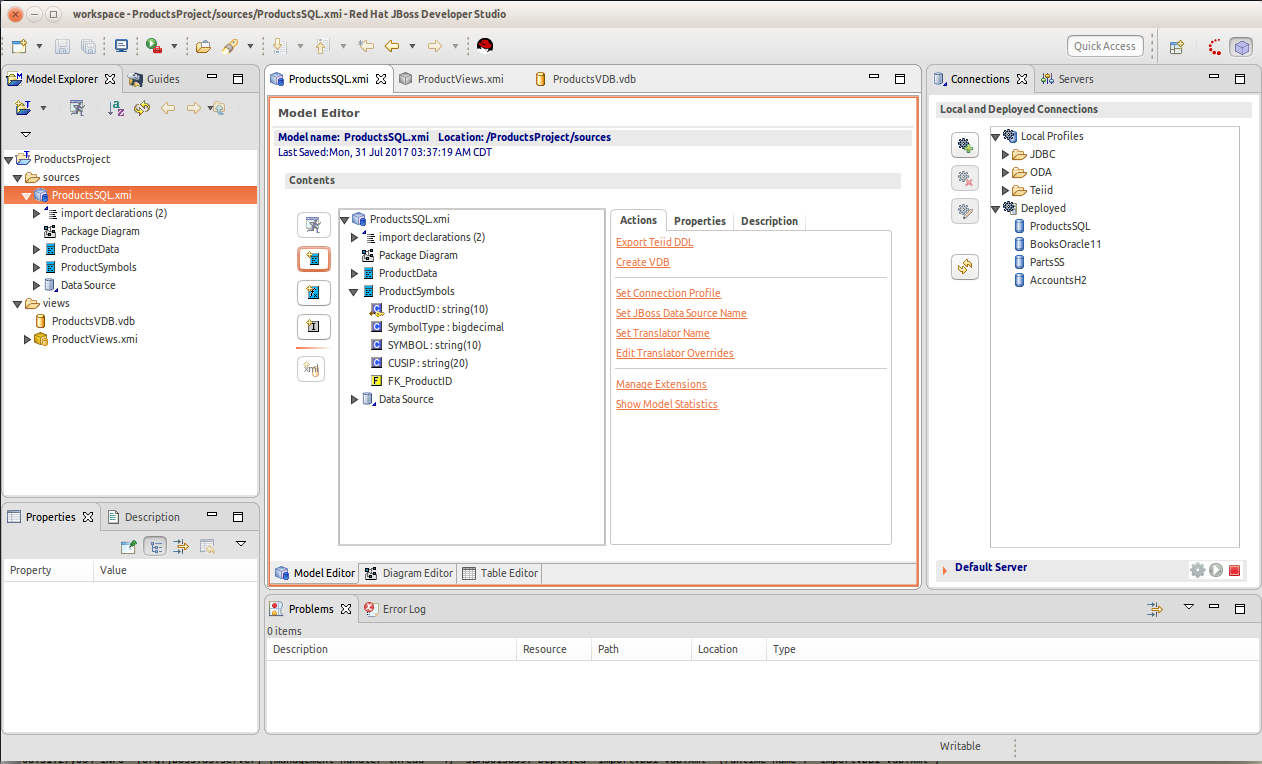 workspace - ProductsProject/sources/ProductsSQL.xmi - Red Hat JBoss Developer Studio
Quick Access
Model Explorer
Guides
ProductsProject
sources
ProductsSQL.xmi
import declarations (2)
Package Diagram
ProductData
ProductSymbols
Data Source
views
ProductsVDB.vdb
ProductViews.xmi
Properties
Description
Property Value
ProductsSQL.xmi
ProductViews.xmi
ProductsVDB.vdb
Model Editor
Model name: ProductsSQL.xmi Location: /ProductsProject/sources
Last Saved:Mon, 31 Jul 2017 03:37:19 AM CDT
Contents
ProductsSQL.xmi
import declarations (2)
Package Diagram
ProductData
ProductSymbols
ProductID : string(10)
SymbolType : bigdecimal
SYMBOL : string(10)
CUSIP : string(20)
FK_ProductID
Data Source
Actions Properties Description
Export Teiid DDL
Create VDB
Set Connection Profile
Set JBoss Data Source Name
Set Translator Name
Edit Translator Overrides
Manage Extensions
Show Model Statistics
xml
Model Editor Diagram Editor Table Editor
Connections
Servers
Local and Deployed Connections
Local Profiles
JDBC
ODA
Teiid
Deployed
ProductsSQL
BooksOracle11
PartsSS
AccountsH2
Default Server
Problems
Error Log
0 items
Description Resource Path Location Type
Writable